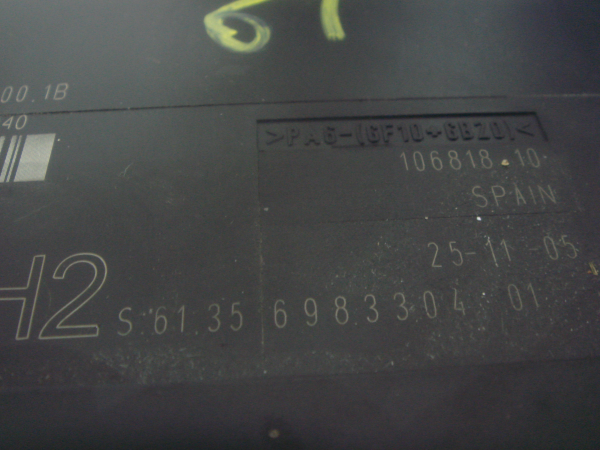 00.1B
40
>PA6-(GF10+GB20)<
106818.10
SPAIN
25-11-05
H2 S:61.35 6983304 01